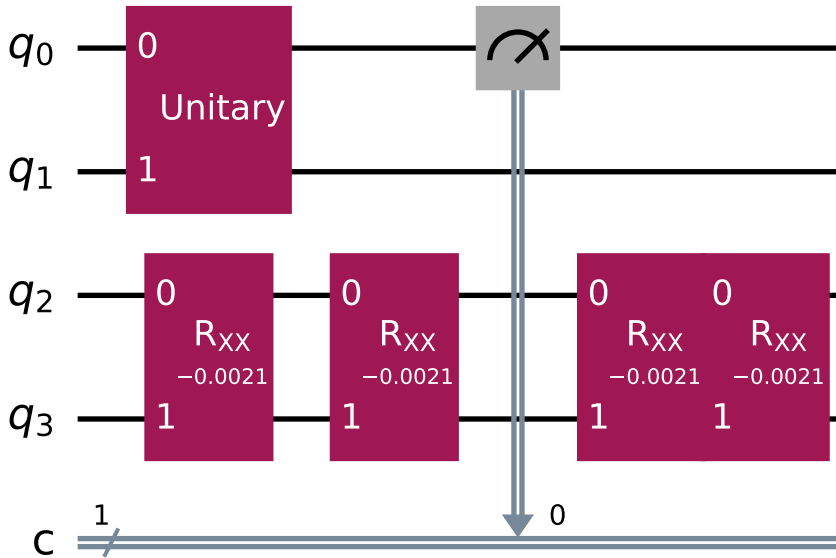 q0 0
Unitary
q1 1
q2 0 0 0 0
RXX RXX RXX RXX
−0.0021 −0.0021 −0.0021 −0.0021
q3 1 1 1 1
1 0
c